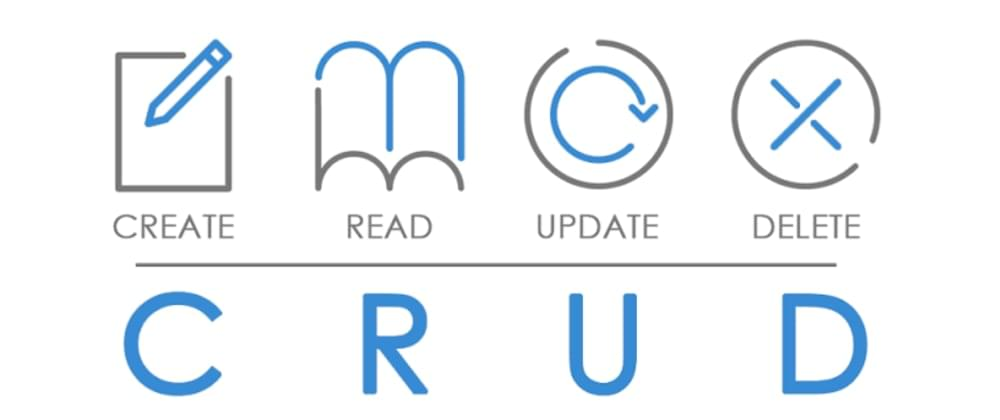 CREATE READ UPDATE DELETE
C R U D